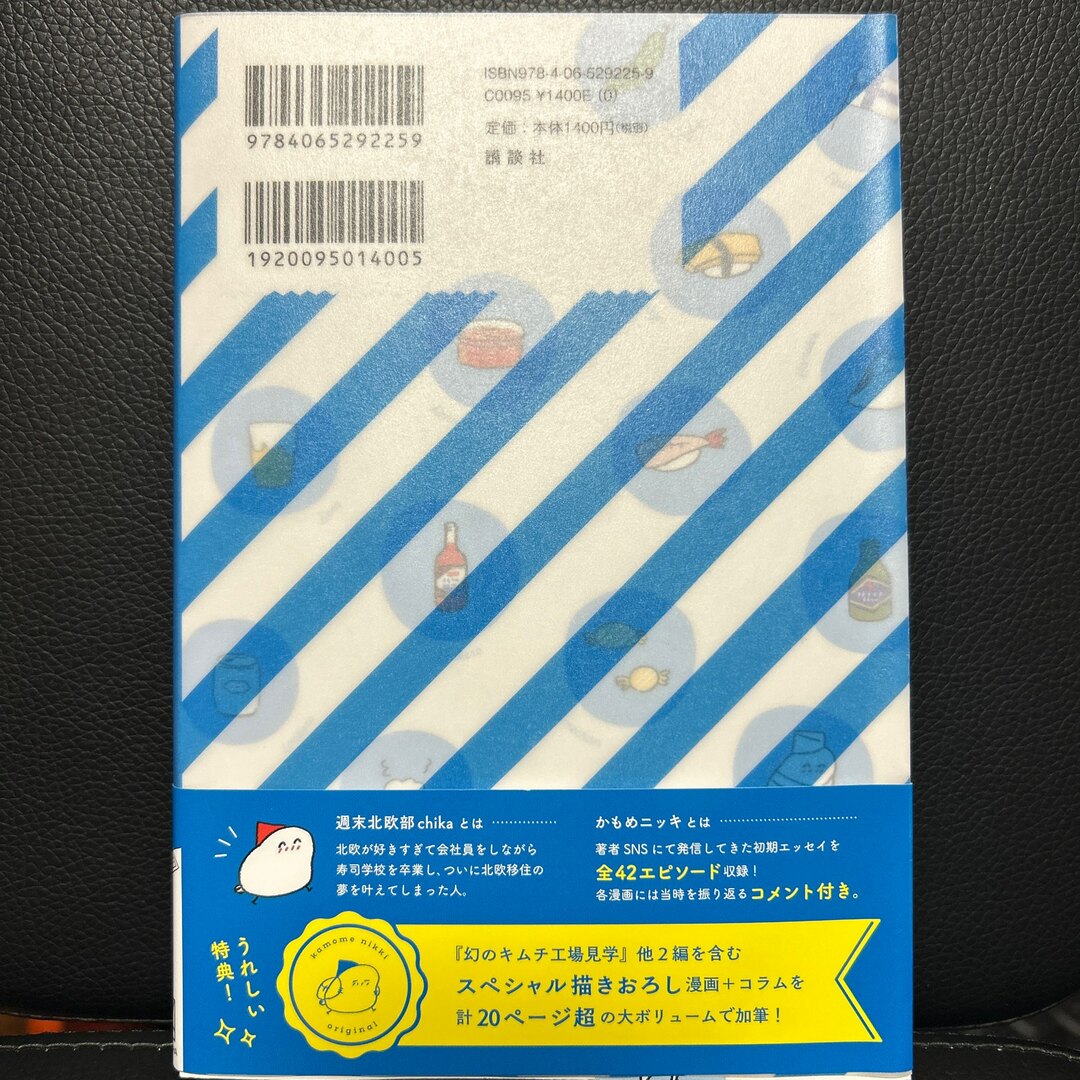 ISBN978-4-06-529225-9
C0095 ¥1400E (0)
定価：本体1400円(税別)
講談社
9784065292259
1920095014005
週末北欧部chika とは
北欧が好きすぎて会社員をしながら
寿司学校を卒業し、ついに北欧移住の
夢を叶えてしまった人。
かもめニッキとは
著者SNSにて発信してきた初期エッセイを
全42エピソード収録！
各漫画には当時を振り返るコメント付き。
うれしい
特典！
kamome nikki
original
『幻のキムチ工場見学』他2編を含む
スペシャル描きおろし漫画＋コラムを
計20ページ超の大ボリュームで加筆！